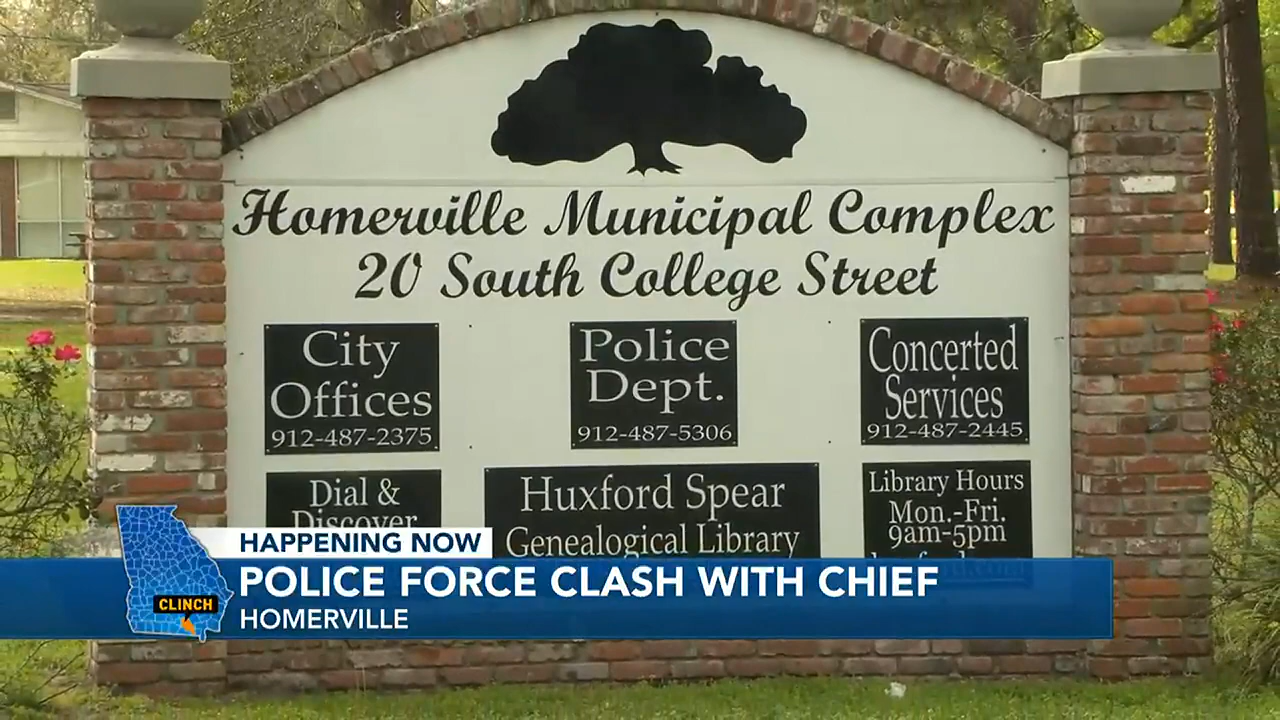 Homerville Municipal Complex
20 South College Street
City
Offices
912-487-2375
Police
Dept.
912-487-5306
Concerted
Services
912-487-2445
Dial &
Discover
Huxford Spear
Genealogical Library
Library Hours
Mon.-Fri.
9am-5pm
HAPPENING NOW
POLICE FORCE CLASH WITH CHIEF
HOMERVILLE
CLINCH